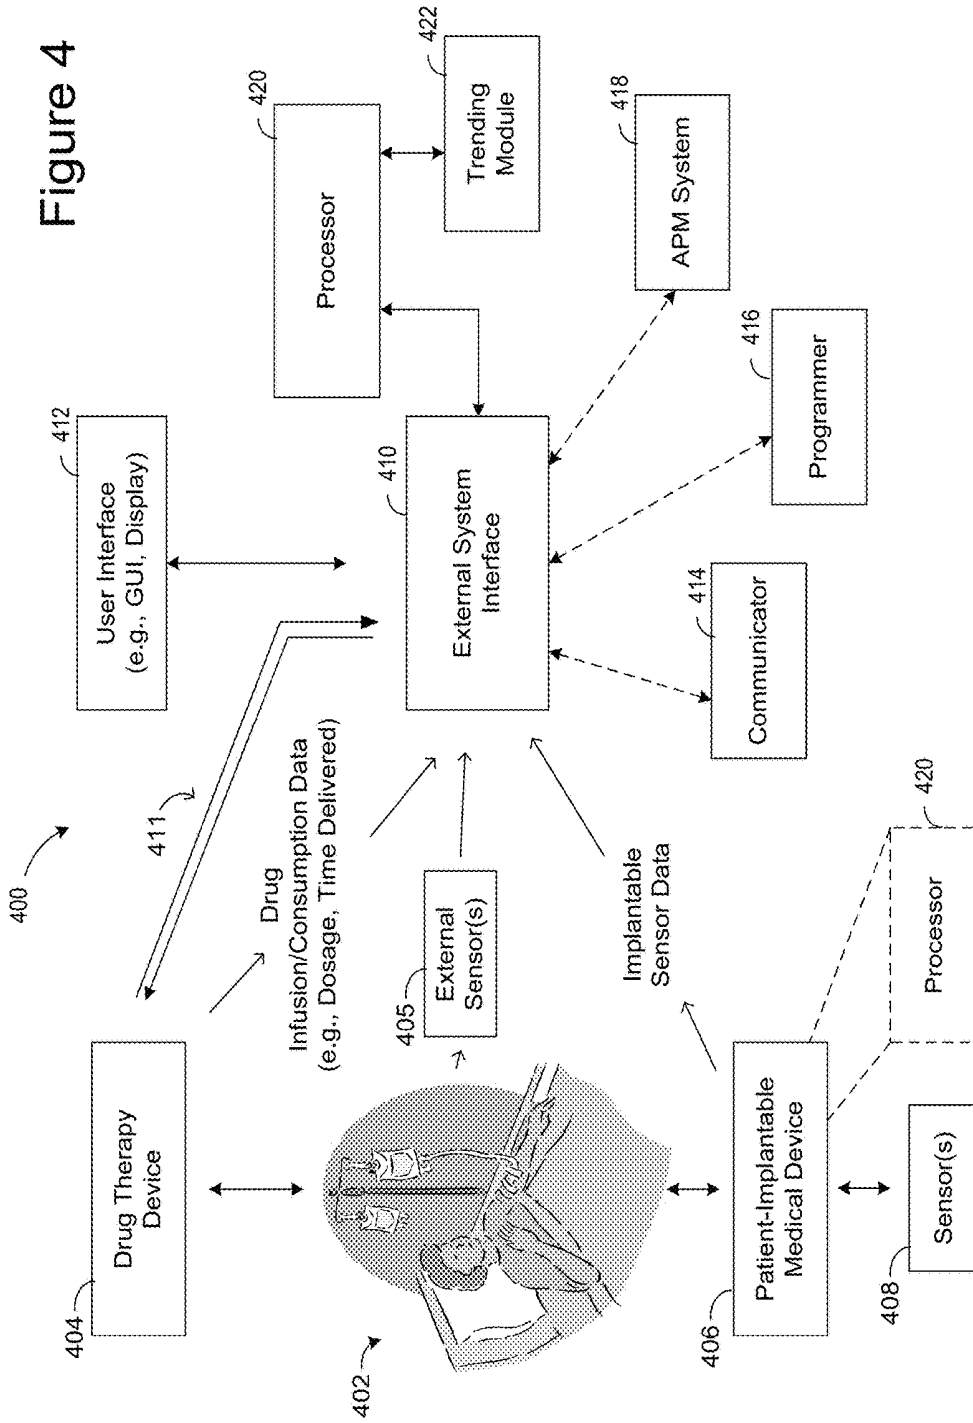 Figure 4
400
404
Drug Therapy
Device
411
412
User Interface
(e.g., GUI, Display)
420
Processor
422
Trending
Module
402
Drug
Infusion/Consumption Data
(e.g., Dosage, Time Delivered)
405
External
Sensor(s)
410
External System
Interface
Implantable
Sensor Data
406
Patient-Implantable
Medical Device
408
Sensor(s)
420
Processor
414
Communicator
416
Programmer
418
APM System